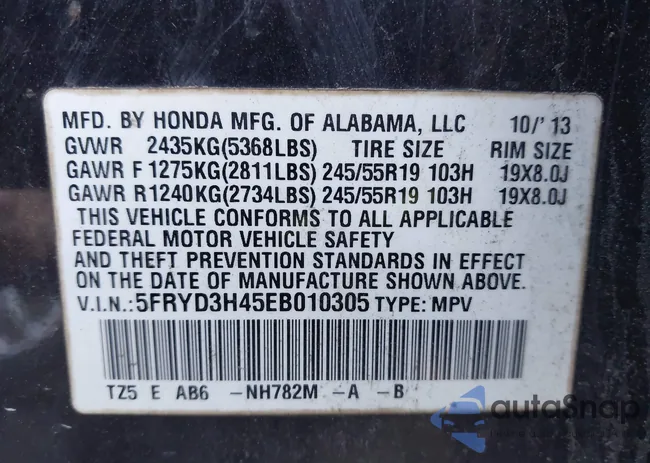 MFD. BY HONDA MFG. OF ALABAMA, LLC 10/'13
GVWR 2435KG(5368LBS) TIRE SIZE RIM SIZE
GAWR F 1275KG(2811LBS) 245/55R19 103H 19X8.0J
GAWR R1240KG(2734LBS) 245/55R19 103H 19X8.0J
THIS VEHICLE CONFORMS TO ALL APPLICABLE
FEDERAL MOTOR VEHICLE SAFETY
AND THEFT PREVENTION STANDARDS IN EFFECT
ON THE DATE OF MANUFACTURE SHOWN ABOVE.
V.I.N.:5FRYD3H45EB010305 TYPE: MPV
TZ5 E AB6 -NH782M -A -B
autoSnap